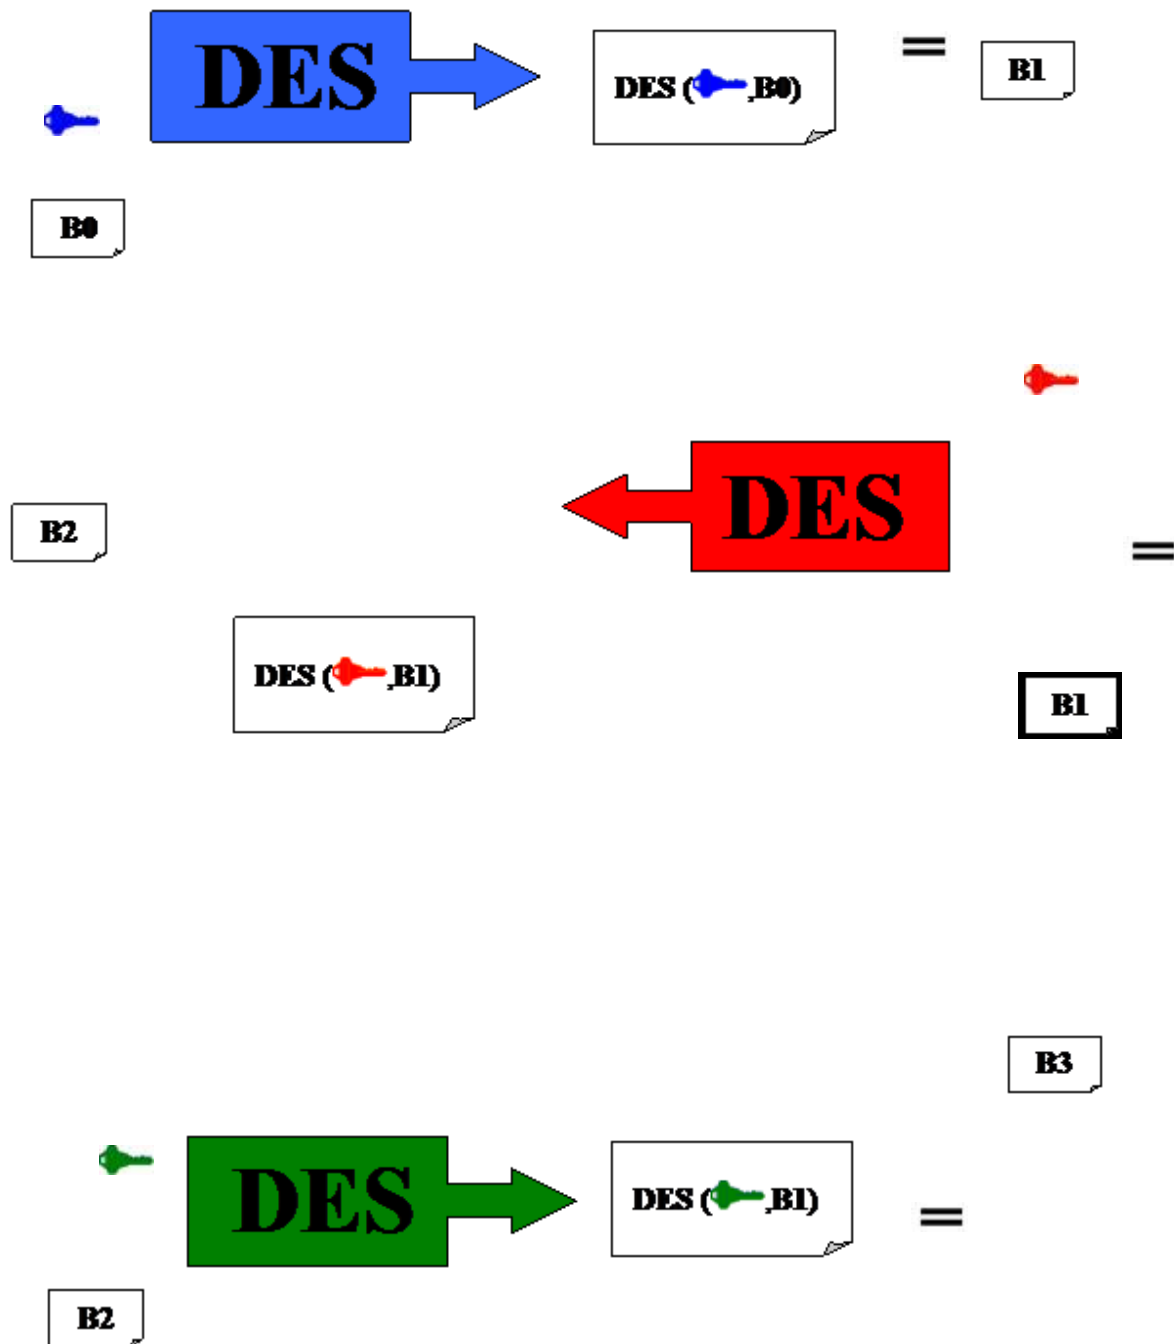 DES
DES ( ,B0)
=
B1
B0
DES
B2
=
DES ( ,B1)
B1
B3
DES
DES ( ,B1)
=
B2